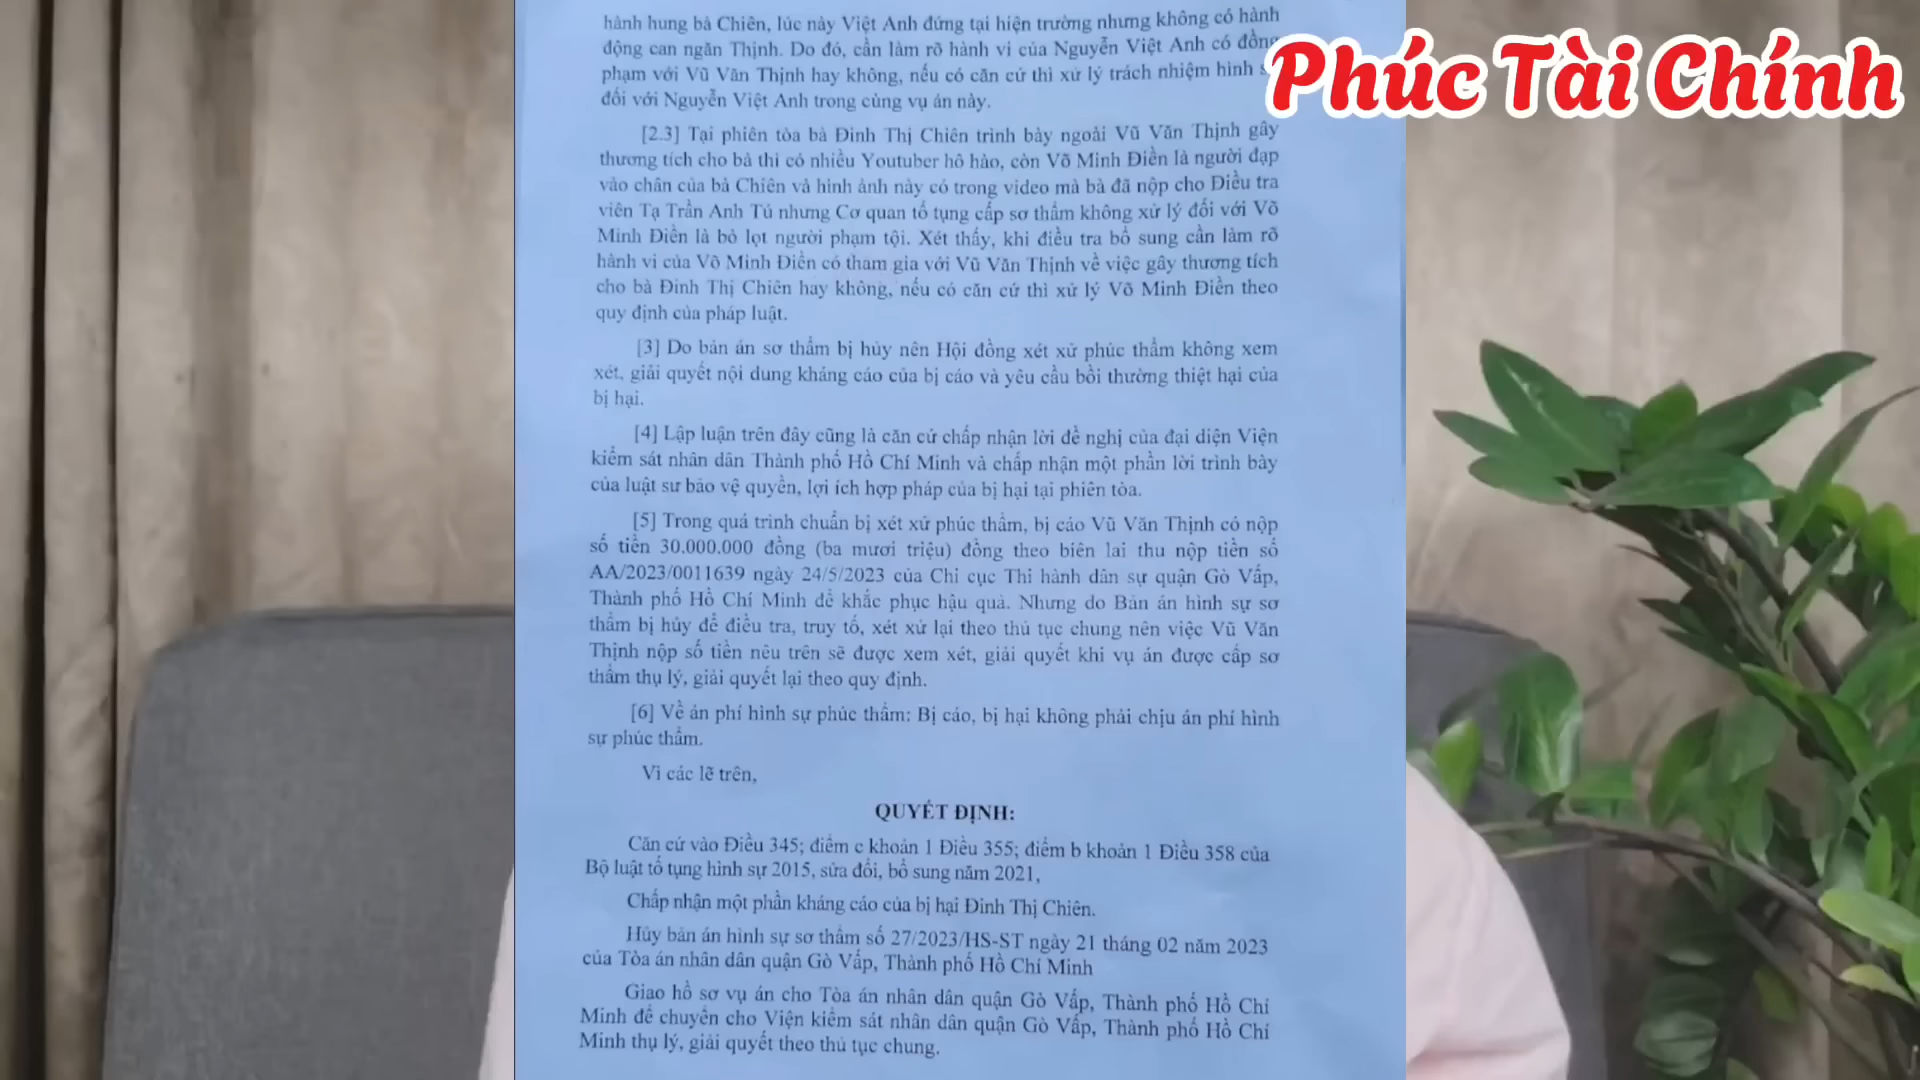 Phúc Tài Chính
hành hung bà Chiên, lúc này Việt Anh đứng tại hiện trường nhưng không có hành
động can ngăn Thịnh. Do đó, cần làm rõ hành vi của Nguyễn Việt Anh có đồng
phạm với Vũ Văn Thịnh hay không, nếu có căn cứ thì xử lý trách nhiệm hình
đối với Nguyễn Việt Anh trong cùng vụ án này.
[2.3] Tại phiên tòa bà Đinh Thị Chiên trình bày ngoài Vũ Văn Thịnh gây
thương tích cho bà thì có nhiều Youtuber hô hào, còn Võ Minh Điền là người đạp
vào chân của bà Chiên và hình ảnh này có trong video mà bà đã nộp cho Điều tra
viên Tạ Trần Anh Tú nhưng Cơ quan tố tụng cấp sơ thẩm không xử lý đối với Võ
Minh Điền là bỏ lọt người phạm tội. Xét thấy, khi điều tra bổ sung cần làm rõ
hành vi của Võ Minh Điền có tham gia với Vũ Văn Thịnh về việc gây thương tích
cho bà Đinh Thị Chiên hay không, nếu có căn cứ thì xử lý Võ Minh Điền theo
quy định của pháp luật.
[3] Do bản án sơ thẩm bị hủy nên Hội đồng xét xử phúc thẩm không xem
xét, giải quyết nội dung kháng cáo của bị cáo và yêu cầu bồi thường thiệt hại của
bị hại.
[4] Lập luận trên đây cũng là căn cứ chấp nhận lời đề nghị của đại diện Viện
kiểm sát nhân dân Thành phố Hồ Chí Minh và chấp nhận một phần lời trình bày
của luật sư bảo vệ quyền, lợi ích hợp pháp của bị hại tại phiên tòa.
[5] Trong quá trình chuẩn bị xét xử phúc thẩm, bị cáo Vũ Văn Thịnh có nộp
số tiền 30.000.000 đồng (ba mươi triệu) đồng theo biên lai thu nộp tiền số
AA/2023/0011639 ngày 24/5/2023 của Chi cục Thi hành dân sự quận Gò Vấp,
Thành phố Hồ Chí Minh để khắc phục hậu quả. Nhưng do Bản án hình sự sơ
thẩm bị hủy để điều tra, truy tố, xét xử lại theo thủ tục chung nên việc Vũ Văn
Thịnh nộp số tiền nêu trên sẽ được xem xét, giải quyết khi vụ án được cấp sơ
thẩm thụ lý, giải quyết lại theo quy định.
[6] Về án phí hình sự phúc thẩm: Bị cáo, bị hại không phải chịu án phí hình
sự phúc thẩm.
Vì các lẽ trên,
QUYẾT ĐỊNH:
Căn cứ vào Điều 345; điểm c khoản 1 Điều 355; điểm b khoản 1 Điều 358 của
Bộ luật tố tụng hình sự 2015, sửa đổi, bổ sung năm 2021,
Chấp nhận một phần kháng cáo của bị hại Đinh Thị Chiên.
Hủy bản án hình sự sơ thẩm số 27/2023/HS-ST ngày 21 tháng 02 năm 2023
của Tòa án nhân dân quận Gò Vấp, Thành phố Hồ Chí Minh
Giao hồ sơ vụ án cho Tòa án nhân dân quận Gò Vấp, Thành phố Hồ Chí
Minh để chuyển cho Viện kiểm sát nhân dân quận Gò Vấp, Thành phố Hồ Chí
Minh thụ lý, giải quyết theo thủ tục chung.